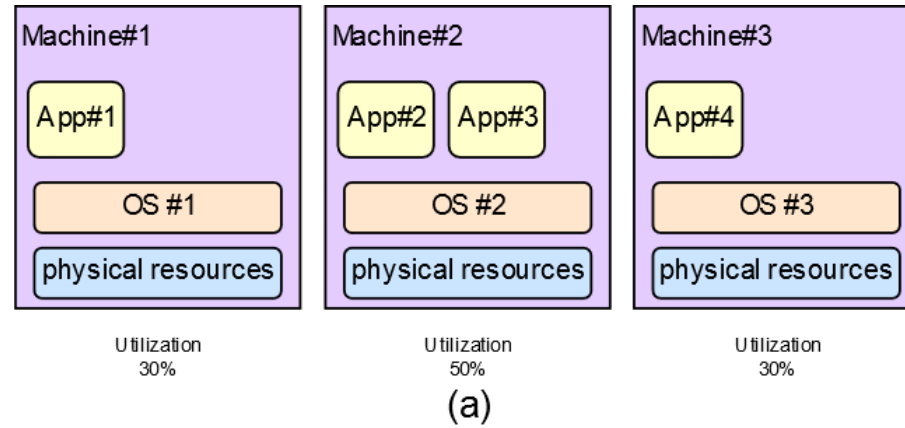 Machine#1
App#1
OS #1
physical resources
Utilization
30%
Machine#2
App#2 App#3
OS #2
physical resources
Utilization
50%
Machine#3
App#4
OS #3
physical resources
Utilization
30%
(a)